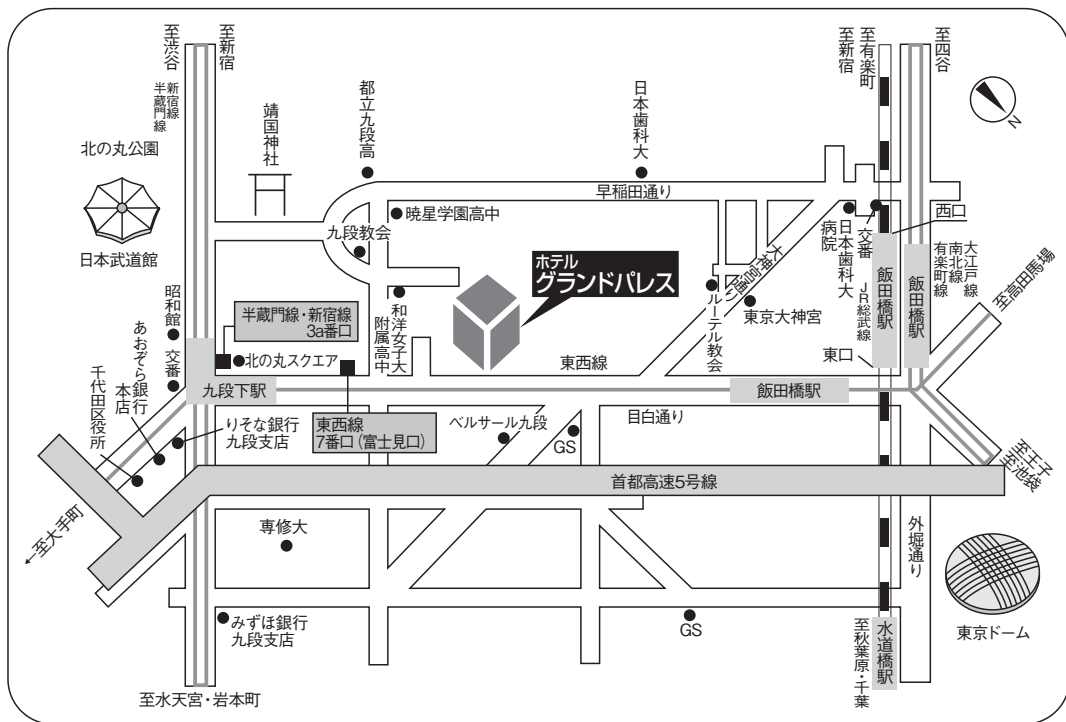 至渋谷
至新宿
新宿線
半蔵門線
北の丸公園
日本武道館
靖国神社
都立九段高
日本歯科大
至新宿
至有楽町
至四谷
N
早稲田通り
暁星学園高中
九段教会
ホテル
グランドパレス
大神宮通り
ルーテル教会
東京大神宮
日本歯科大
病院
交番
西口
飯田橋駅
JR総武線
飯田橋駅
大江戸線
南北線
有楽町線
至高田馬場
東口
昭和館
交番
あおぞら銀行
本店
千代田区役所
半蔵門線・新宿線
3a番口
北の丸スクエア
和洋女子大
附属高中
東西線
九段下駅
飯田橋駅
目白通り
りそな銀行
九段支店
東西線
7番口(富士見口)
ベルサール九段
GS
首都高速5号線
至王子
至池袋
←至大手町
専修大
外堀通り
東京ドーム
みずほ銀行
九段支店
GS
至秋葉原・千葉
水道橋駅
至水天宮・岩本町